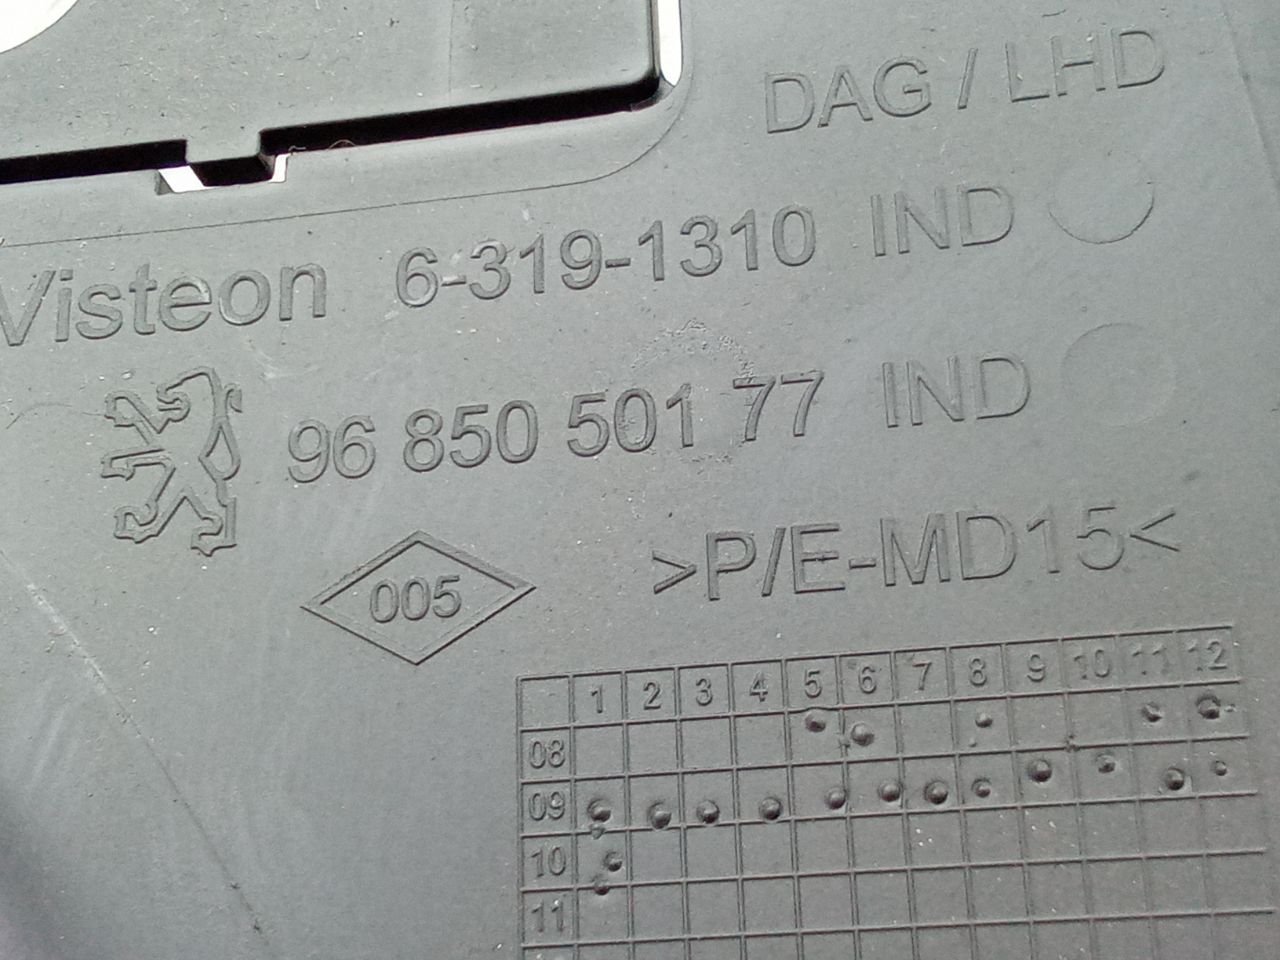 DAG / LHD
Visteon 6-319-1310 IND
96 850 501 77 IND
005
>P/E-MD15<
1 2 3 4 5 6 7 8 9 10 11 12
08
09
10
11